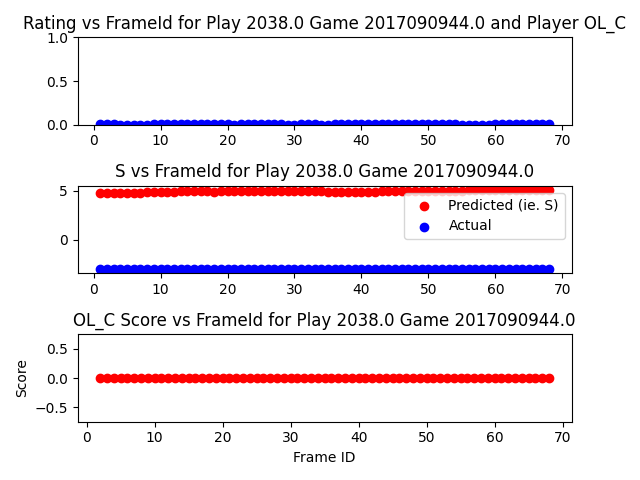 Rating vs FrameId for Play 2038.0 Game 2017090944.0 and Player OL_C
1.0
0.5
0.0
0 10 20 30 40 50 60 70
S vs FrameId for Play 2038.0 Game 2017090944.0
5
Predicted (ie. S)
0
Actual
0 10 20 30 40 50 60 70
OL_C Score vs FrameId for Play 2038.0 Game 2017090944.0
0.5
Score
0.0
−0.5
0 10 20 30 40 50 60 70
Frame ID